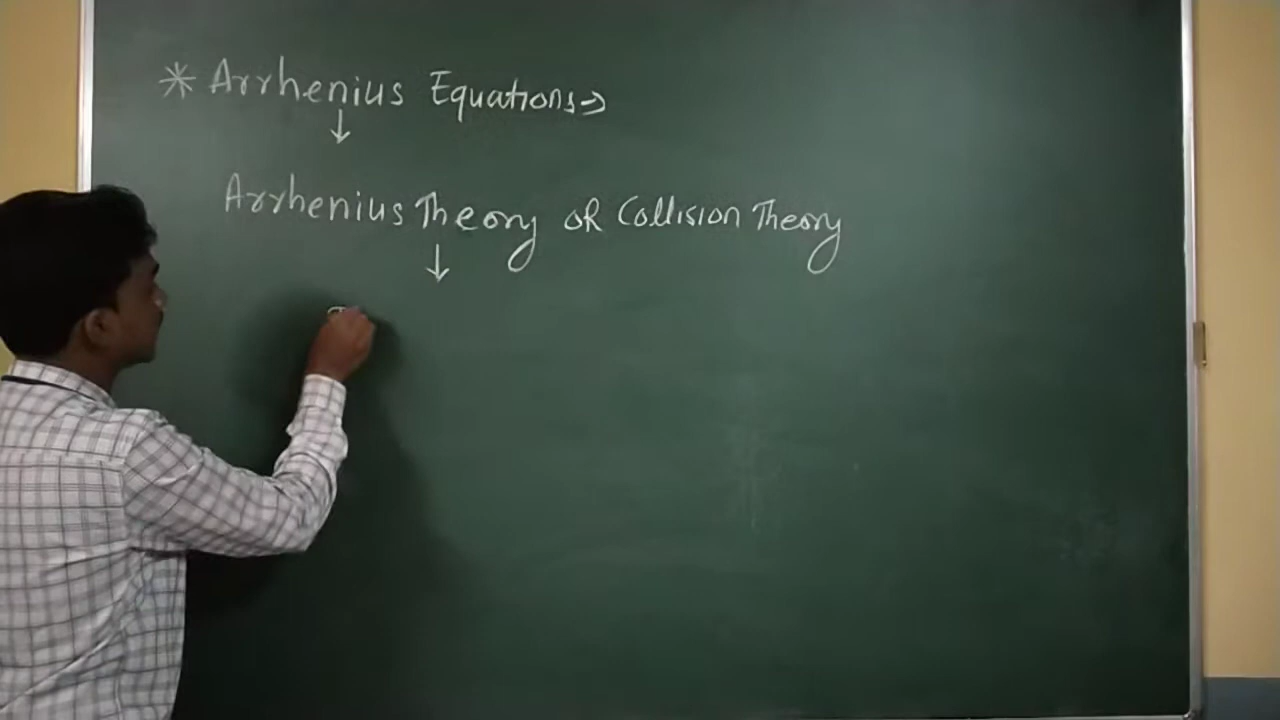 * Arrhenius Equations →
↓
Arrhenius Theory OR Collision Theory
↓